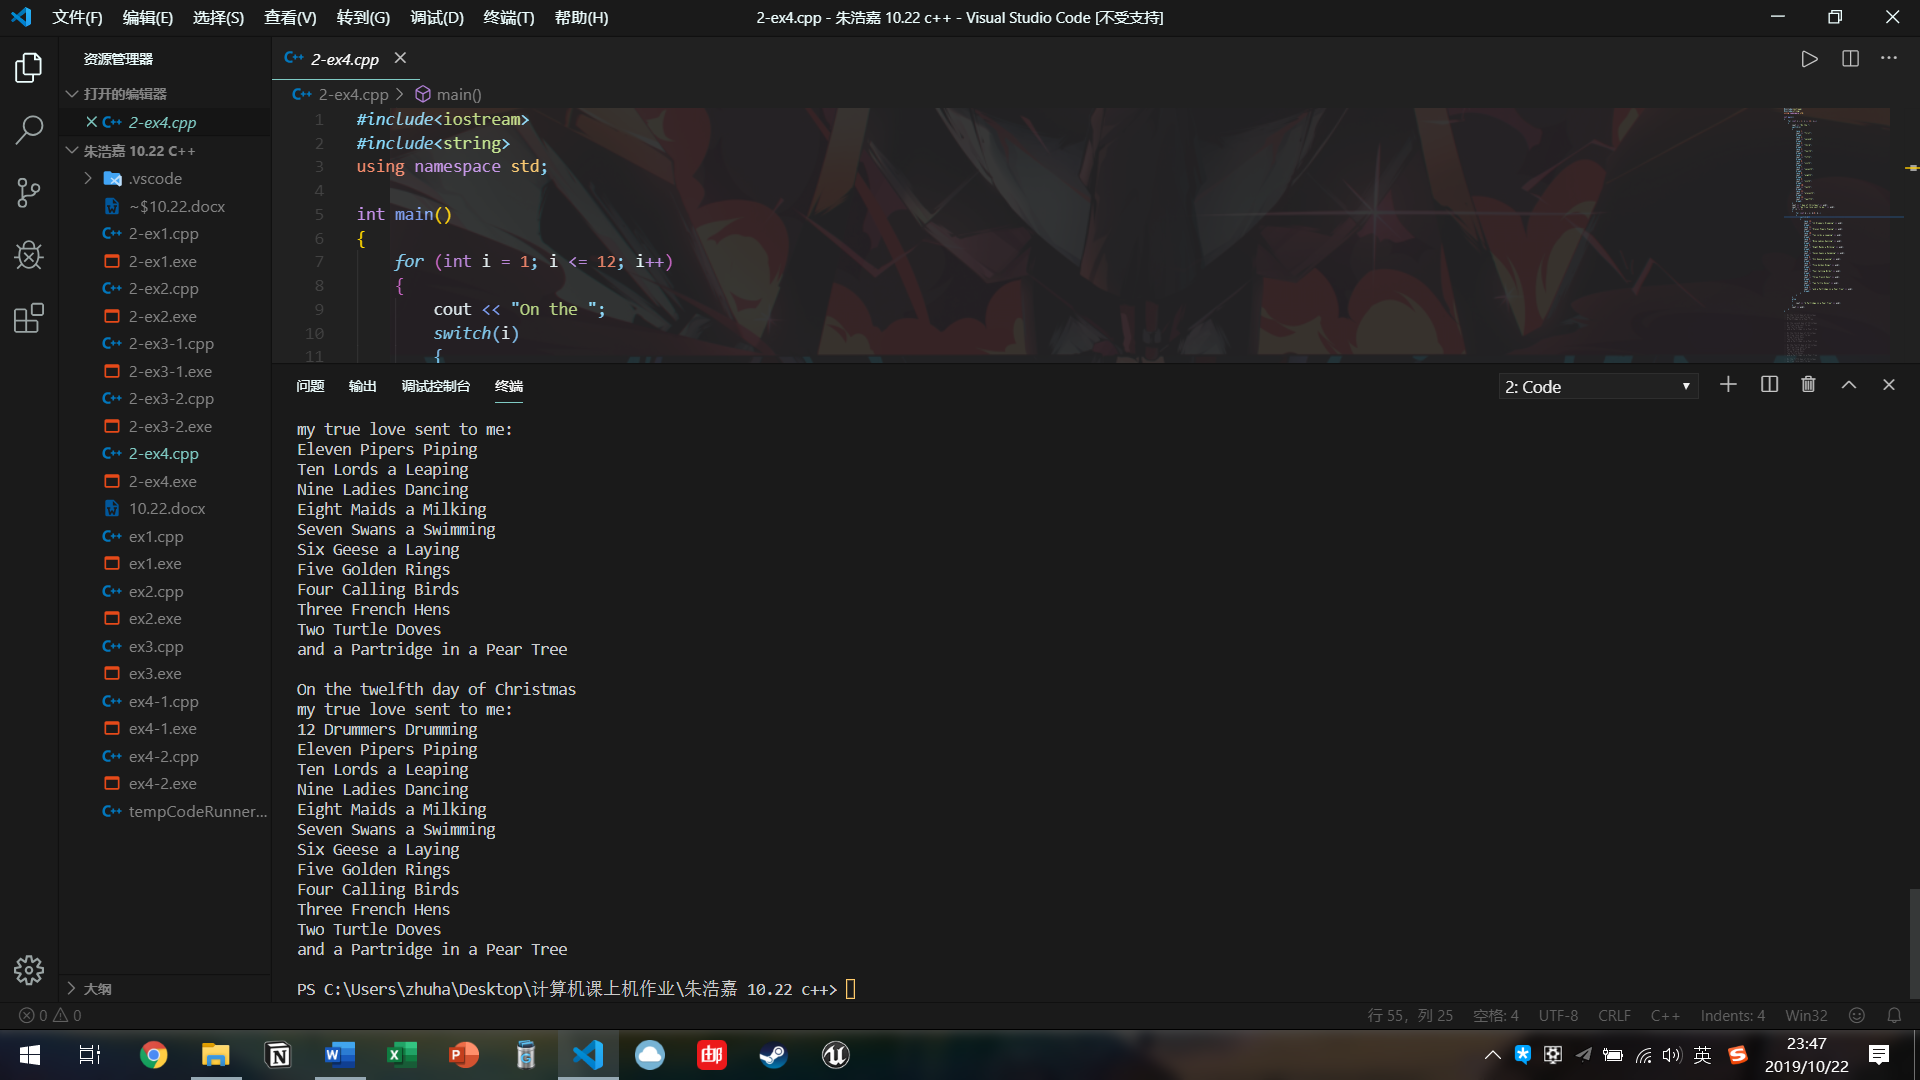 文件(F) 编辑(E) 选择(S) 查看(V) 转到(G) 调试(D) 终端(T) 帮助(H)
2-ex4.cpp - 朱浩嘉 10.22 c++ - Visual Studio Code [不受支持]
资源管理器
打开的编辑器
2-ex4.cpp
朱浩嘉 10.22 C++
.vscode
~$10.22.docx
2-ex1.cpp
2-ex1.exe
2-ex2.cpp
2-ex2.exe
2-ex3-1.cpp
2-ex3-1.exe
2-ex3-2.cpp
2-ex3-2.exe
2-ex4.cpp
2-ex4.exe
10.22.docx
ex1.cpp
ex1.exe
ex2.cpp
ex2.exe
ex3.cpp
ex3.exe
ex4-1.cpp
ex4-1.exe
ex4-2.cpp
ex4-2.exe
tempCodeRunner...
大纲
2-ex4.cpp
2-ex4.cpp > main()
1 #include<iostream>
2 #include<string>
3 using namespace std;
4
5 int main()
6 {
7 for (int i = 1; i <= 12; i++)
8 {
9 cout << "On the ";
10 switch(i)
11 {
问题 输出 调试控制台 终端
2: Code
my true love sent to me:
Eleven Pipers Piping
Ten Lords a Leaping
Nine Ladies Dancing
Eight Maids a Milking
Seven Swans a Swimming
Six Geese a Laying
Five Golden Rings
Four Calling Birds
Three French Hens
Two Turtle Doves
and a Partridge in a Pear Tree
On the twelfth day of Christmas
my true love sent to me:
12 Drummers Drumming
Eleven Pipers Piping
Ten Lords a Leaping
Nine Ladies Dancing
Eight Maids a Milking
Seven Swans a Swimming
Six Geese a Laying
Five Golden Rings
Four Calling Birds
Three French Hens
Two Turtle Doves
and a Partridge in a Pear Tree
PS C:\Users\zhuha\Desktop\计算机课上机作业\朱浩嘉 10.22 c++>
0 0
行 55，列 25 空格: 4 UTF-8 CRLF C++ Indents: 4 Win32
英
23:47
2019/10/22